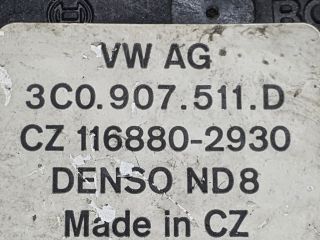 VW AG
3C0.907.511.D
CZ 116880-2930
DENSO ND8
Made in CZ